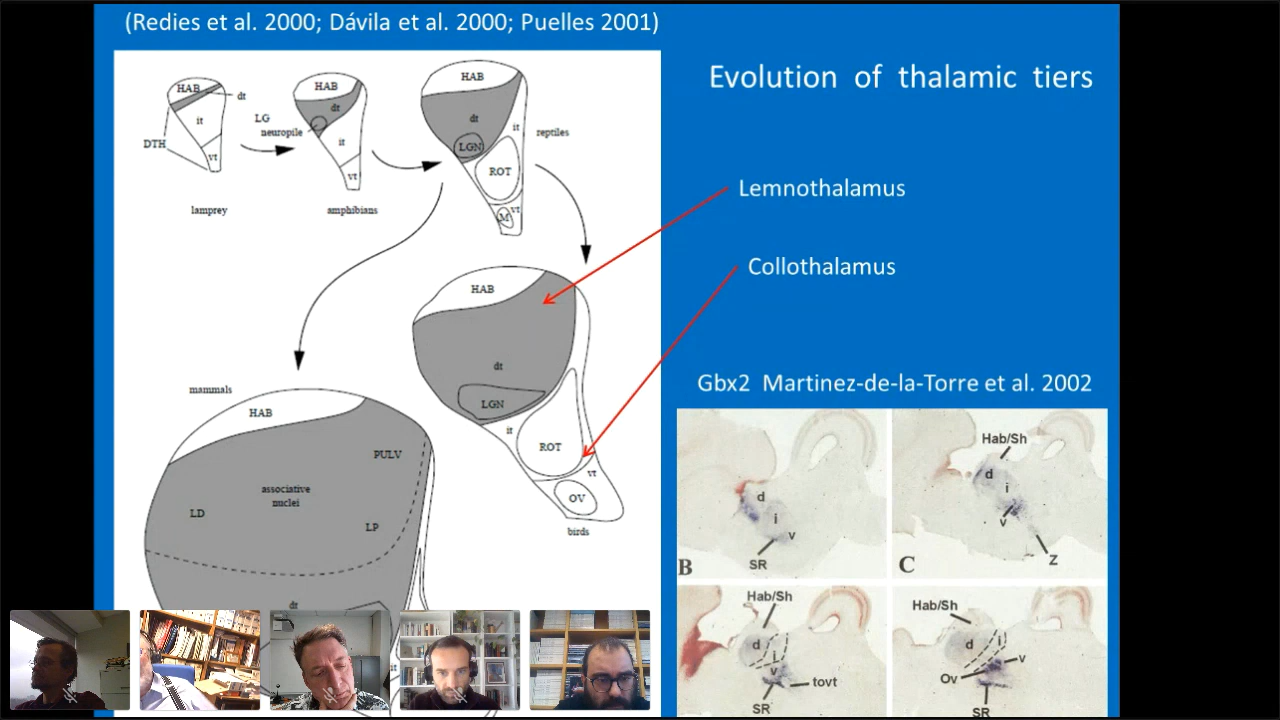 (Redies et al. 2000; Dávila et al. 2000; Puelles 2001)
Evolution of thalamic tiers
HAB
dt
it
DTH
vt
lamprey
HAB
dt
LG
neuropile
it
vt
amphibians
HAB
dt
it
reptiles
LGN
ROT
vt
M
Lemnothalamus
Collothalamus
HAB
dt
LGN
it
ROT
vt
OV
birds
mammals
HAB
PULV
associative
nuclei
LD
LP
dt
it
Gbx2 Martinez-de-la-Torre et al. 2002
d
i
v
SR
B
Hab/Sh
d
i
v
Z
C
Hab/Sh
d
i
v
tovt
SR
Hab/Sh
d
i
v
Ov
SR